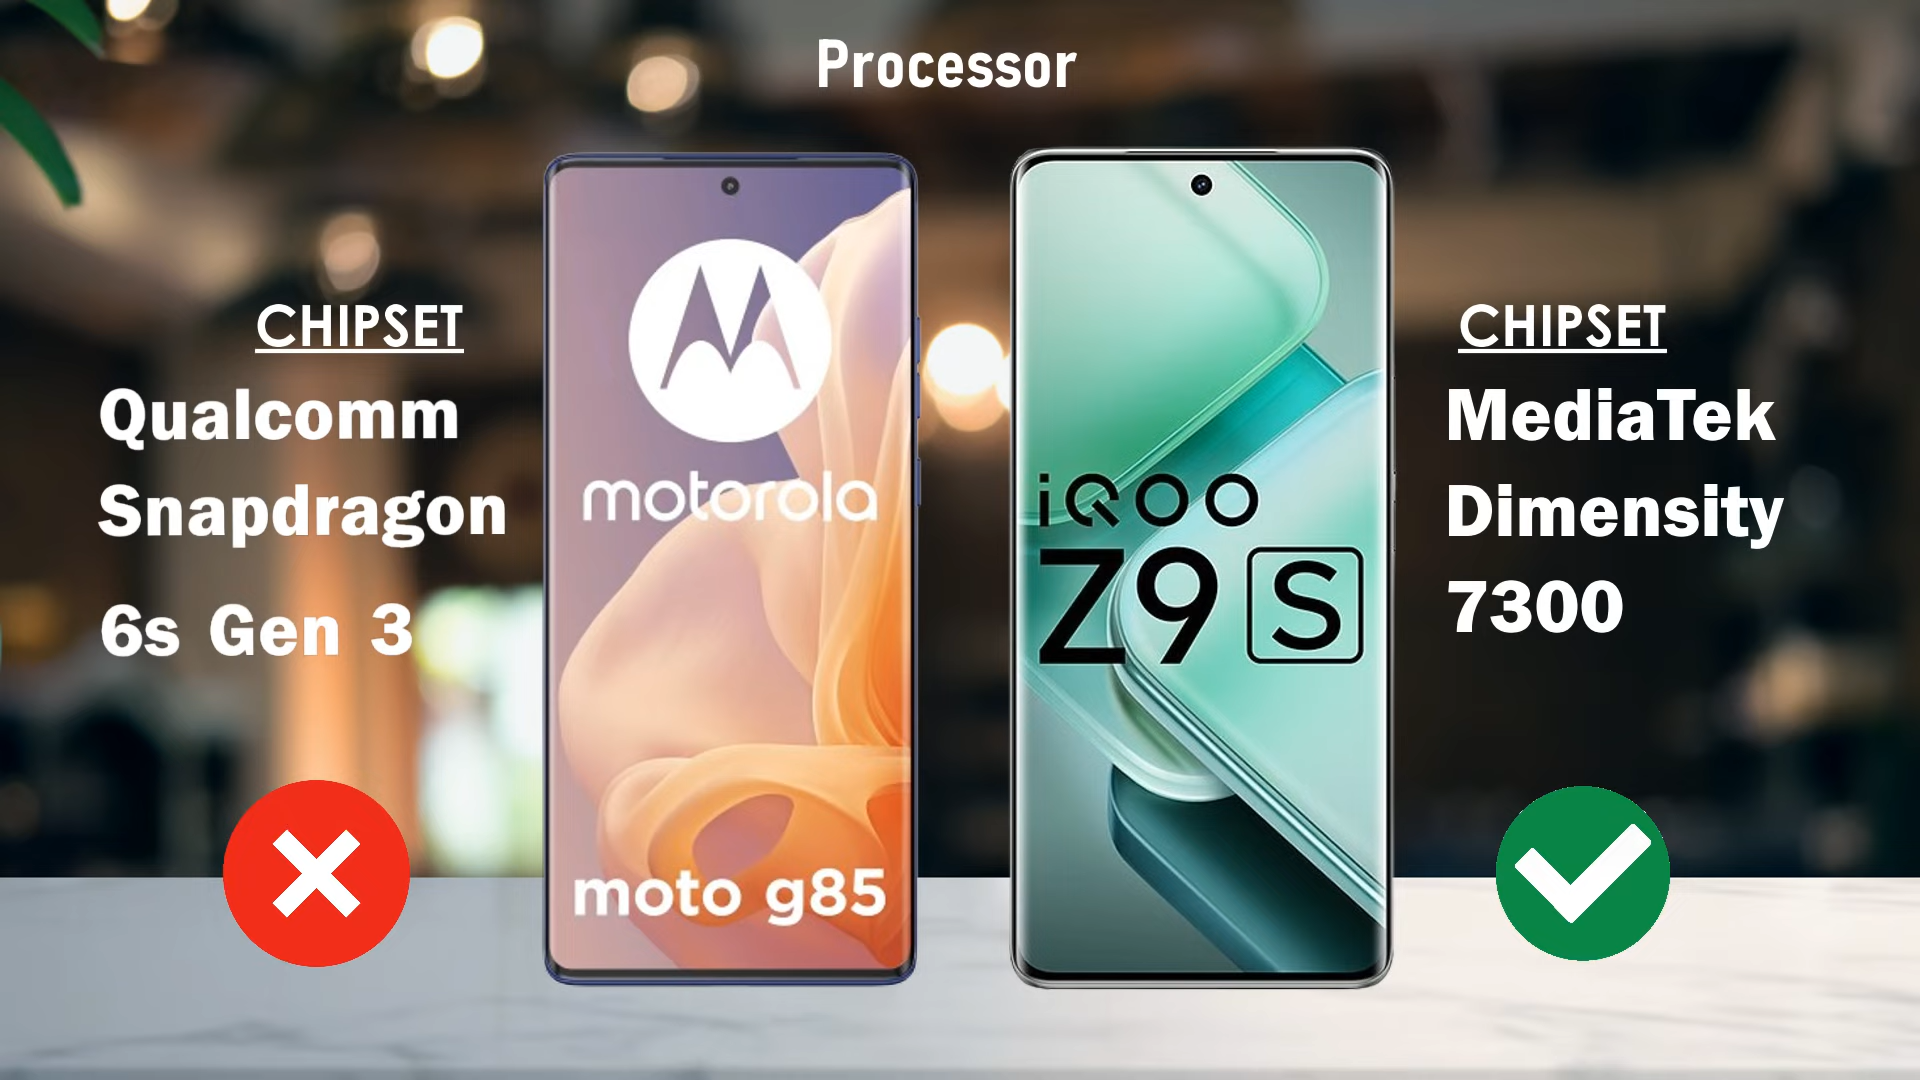 Processor
CHIPSET
Qualcomm
Snapdragon
6s Gen 3
motorola
moto g85
iQOO
Z9 S
CHIPSET
MediaTek
Dimensity
7300